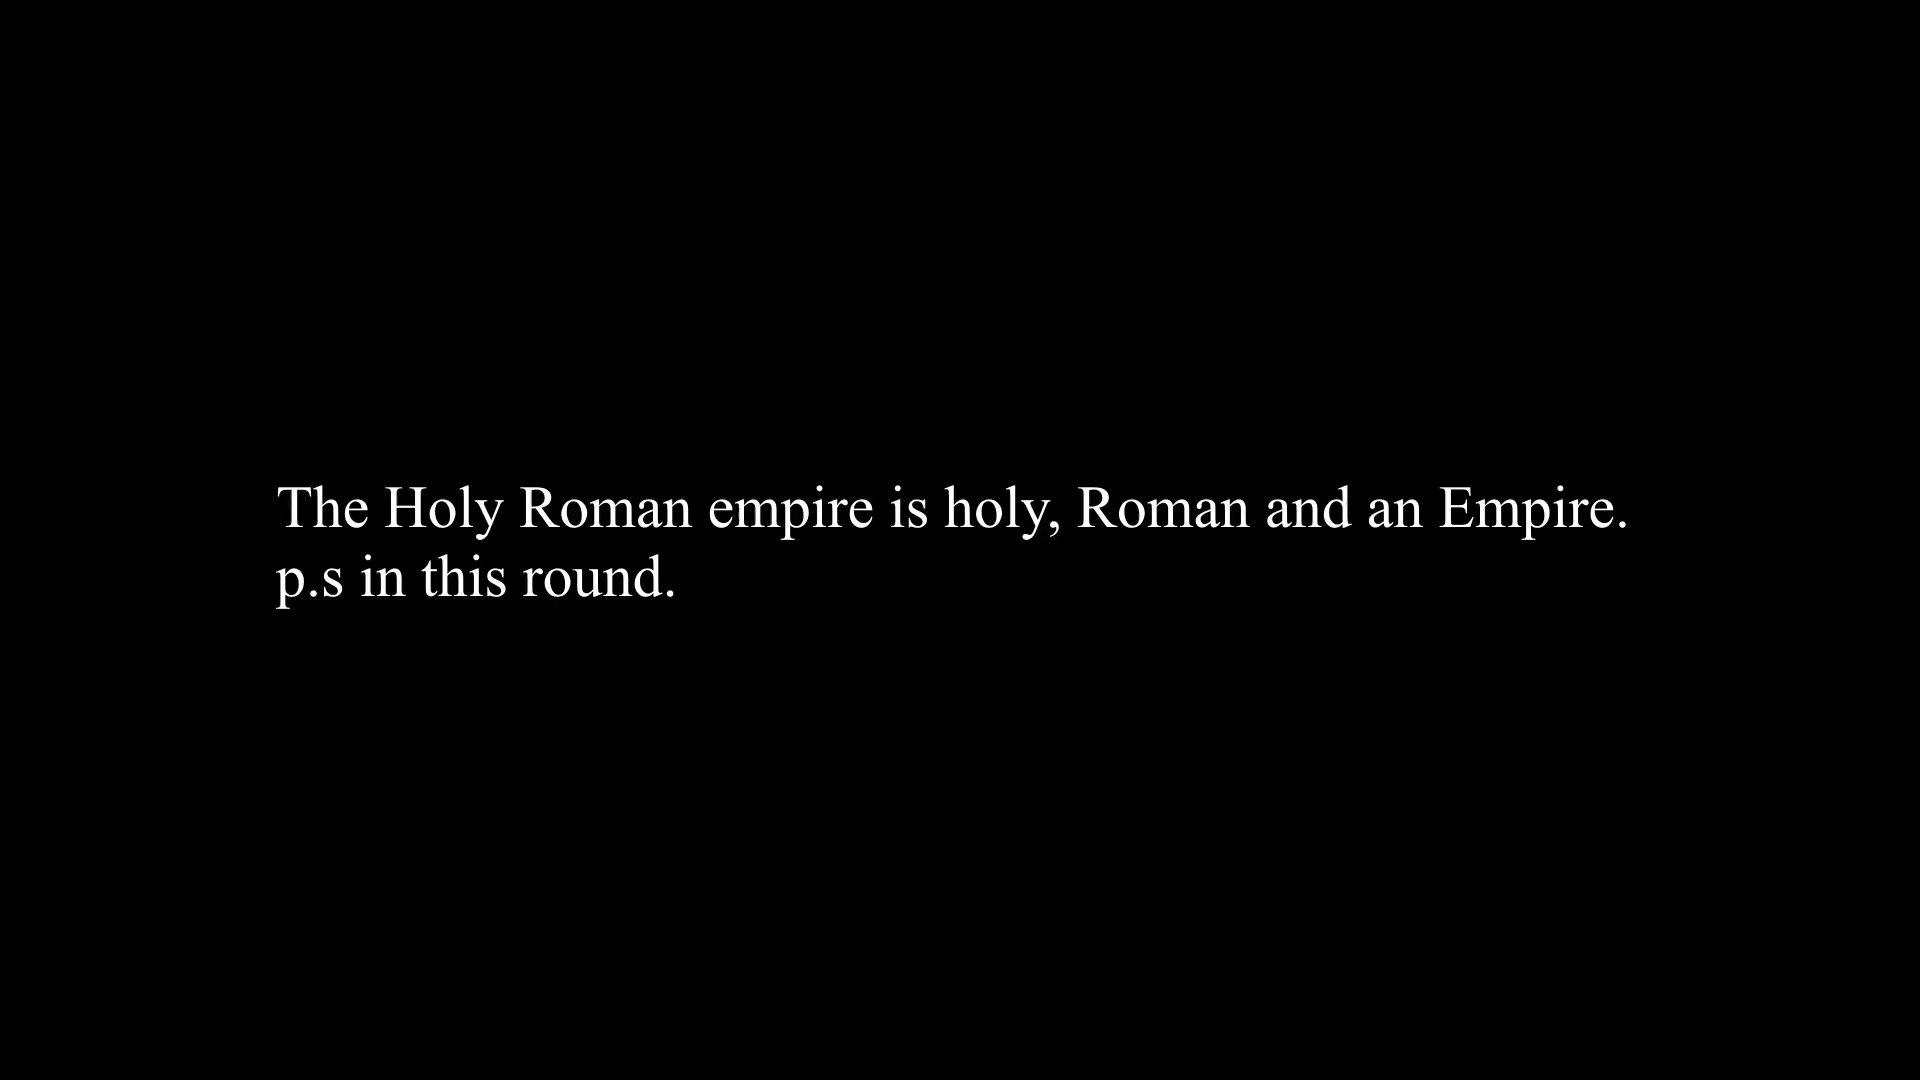 The Holy Roman empire is holy, Roman and an Empire.
p.s in this round.